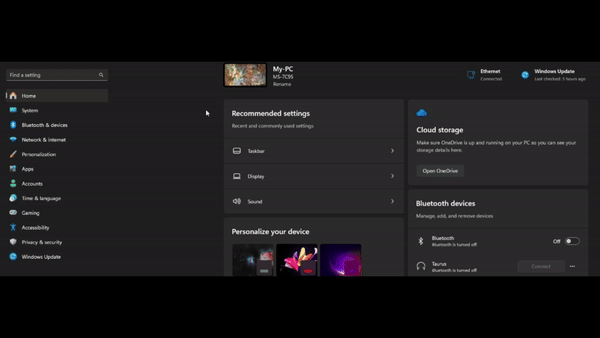 My-PC
MS-7C95
Rename
Ethernet
Connected
Windows Update
Last checked: 5 hours ago
Find a setting
Home
System
Bluetooth & devices
Network & internet
Personalization
Apps
Accounts
Time & language
Gaming
Accessibility
Privacy & security
Windows Update
Recommended settings
Recent and commonly used settings
Taskbar
Display
Sound
Personalize your device
Cloud storage
Make sure OneDrive is up and running on your PC so you can see
your storage details here.
Open OneDrive
Bluetooth devices
Manage, add, and remove devices
Bluetooth
Bluetooth is turned off
Off
Taurus
Bluetooth is turned off
Connect